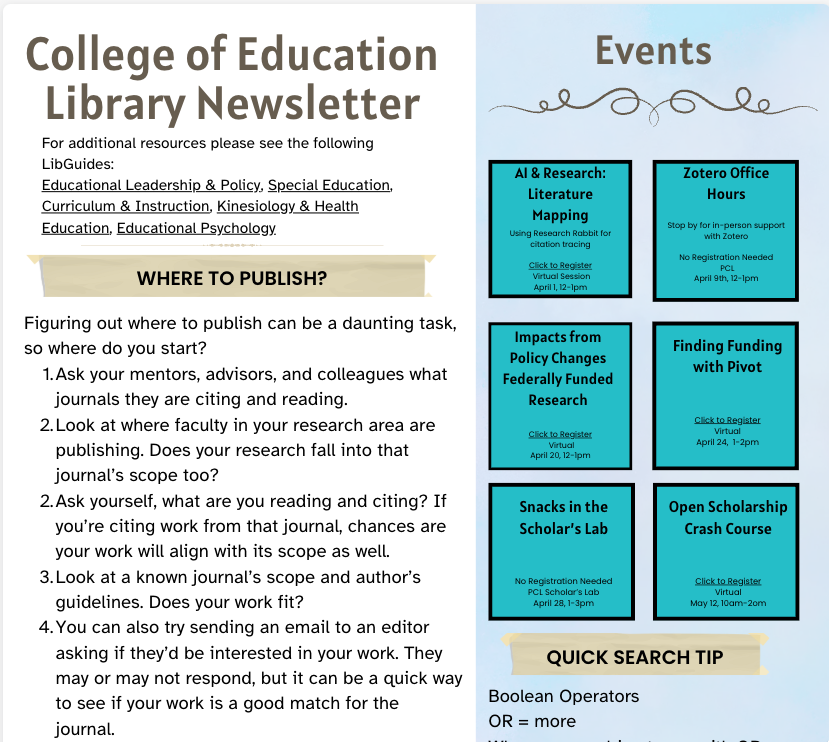 College of Education
Library Newsletter
For additional resources please see the following
LibGuides:
Educational Leadership & Policy, Special Education,
Curriculum & Instruction, Kinesiology & Health
Education, Educational Psychology
WHERE TO PUBLISH?
Figuring out where to publish can be a daunting task,
so where do you start?
1. Ask your mentors, advisors, and colleagues what
journals they are citing and reading.
2. Look at where faculty in your research area are
publishing. Does your research fall into that
journal's scope too?
2. Ask yourself, what are you reading and citing? If
you're citing work from that journal, chances are
your work will align with its scope as well.
3. Look at a known journal's scope and author's
guidelines. Does your work fit?
4. You can also try sending an email to an editor
asking if they'd be interested in your work. They
may or may not respond, but it can be a quick way
to see if your work is a good match for the
journal.
Events
AI & Research:
Literature
Mapping
Using Research Rabbit for
citation tracing
Click to Register
Virtual Session
April 1, 12-1pm
Zotero Office
Hours
Stop by for in-person support
with Zotero
No Registration Needed
PCL
April 9th, 12-1pm
Impacts from
Policy Changes
Federally Funded
Research
Click to Register
Virtual
April 20, 12-1pm
Finding Funding
with Pivot
Click to Register
Virtual
April 24, 1-2pm
Snacks in the
Scholar's Lab
No Registration Needed
PCL Scholar's Lab
April 28, 1-3pm
Open Scholarship
Crash Course
Click to Register
Virtual
May 12, 10am-2om
QUICK SEARCH TIP
Boolean Operators
OR = more